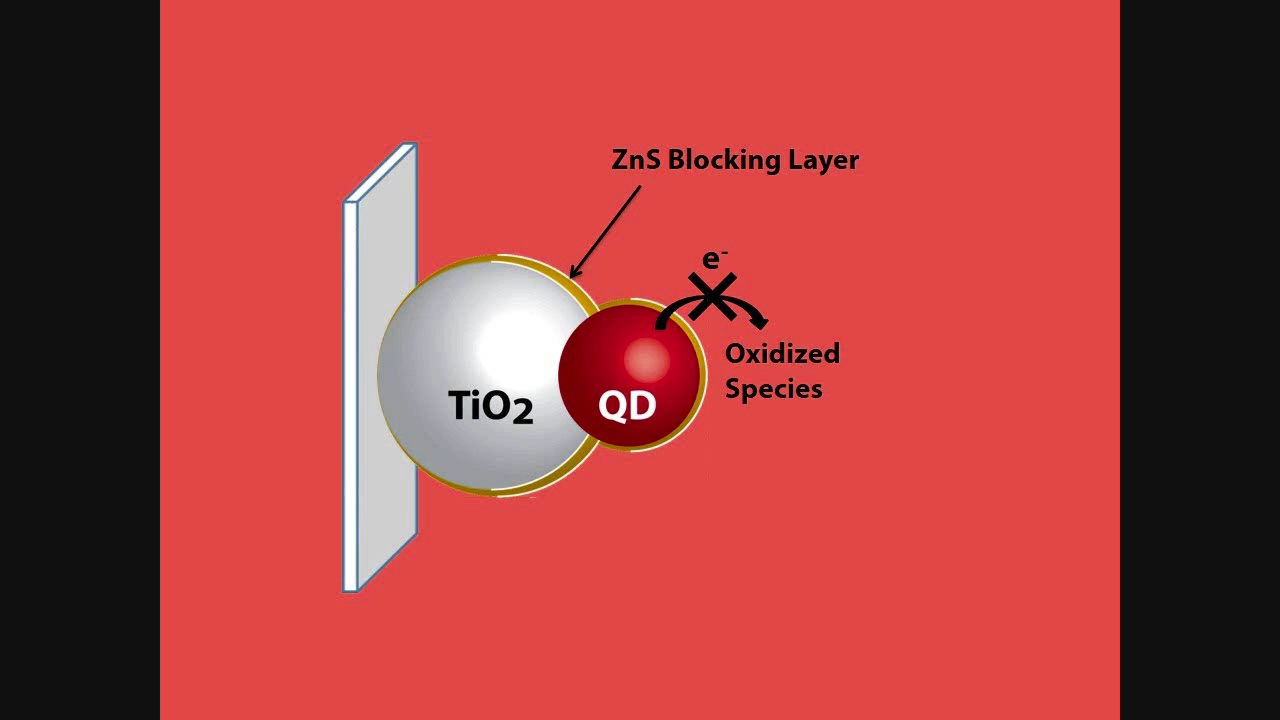 ZnS Blocking Layer
e⁻
Oxidized
Species
TiO2
QD